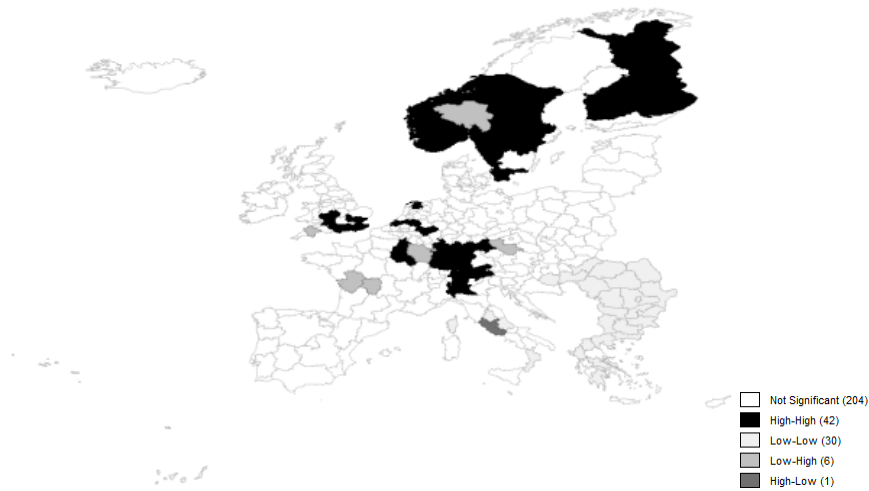 Not Significant (204)
High-High (42)
Low-Low (30)
Low-High (6)
High-Low (1)